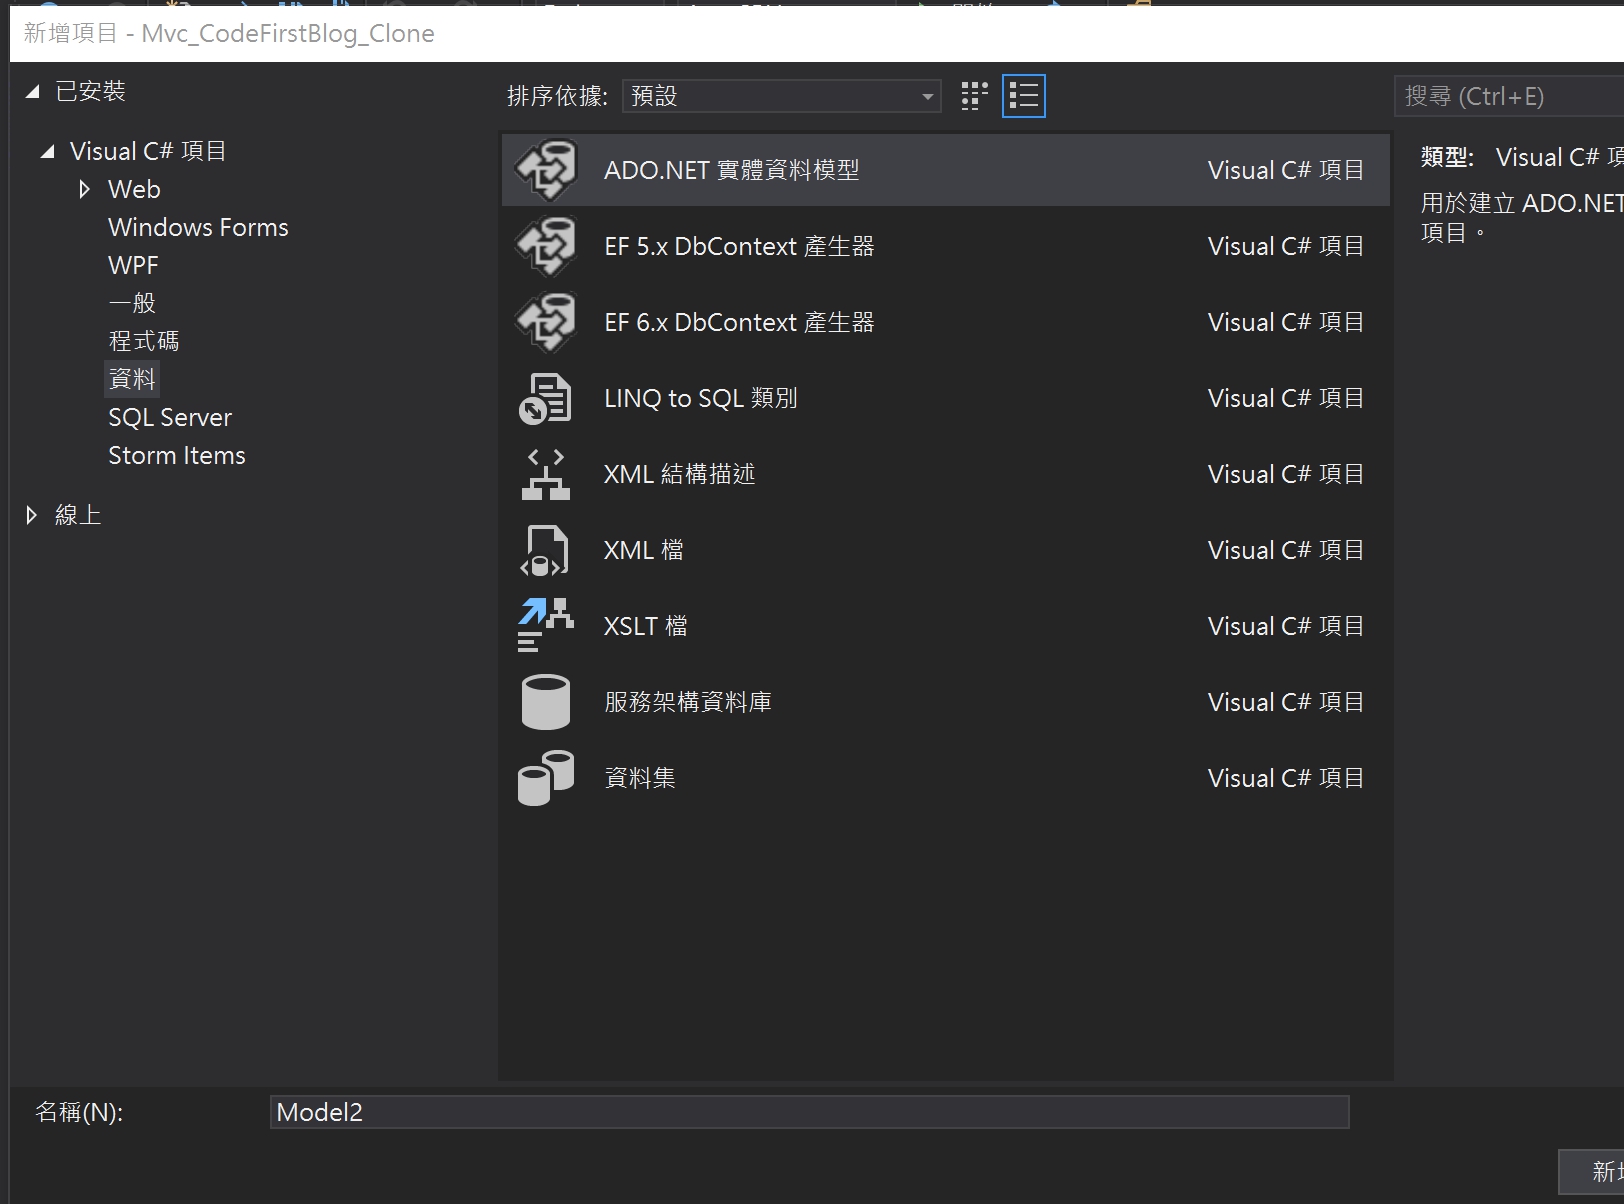 新增項目 - Mvc_CodeFirstBlog_Clone
已安裝
Visual C# 項目
Web
Windows Forms
WPF
一般
程式碼
資料
SQL Server
Storm Items
線上
排序依據: 預設
搜尋 (Ctrl+E)
ADO.NET 實體資料模型 Visual C# 項目
EF 5.x DbContext 產生器 Visual C# 項目
EF 6.x DbContext 產生器 Visual C# 項目
LINQ to SQL 類別 Visual C# 項目
XML 結構描述 Visual C# 項目
XML 檔 Visual C# 項目
XSLT 檔 Visual C# 項目
服務架構資料庫 Visual C# 項目
資料集 Visual C# 項目
類型: Visual C# 項
用於建立 ADO.NET
項目。
名稱(N): Model2
新增